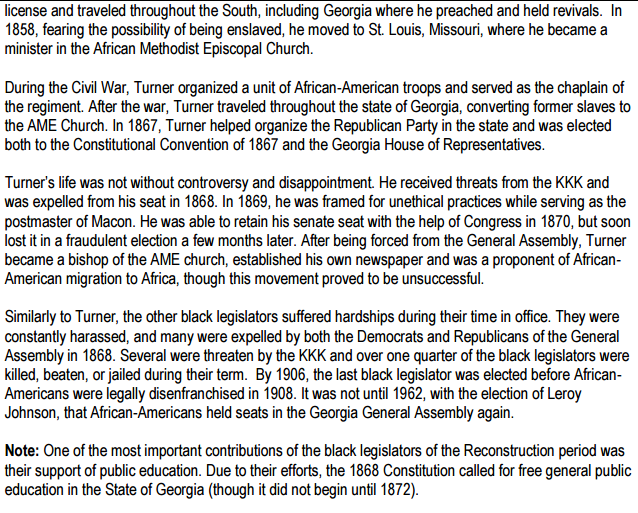 license and traveled throughout the South, including Georgia where he preached and held revivals. In
1858, fearing the possibility of being enslaved, he moved to St. Louis, Missouri, where he became a
minister in the African Methodist Episcopal Church.
During the Civil War, Turner organized a unit of African-American troops and served as the chaplain of
the regiment. After the war, Turner traveled throughout the state of Georgia, converting former slaves to
the AME Church. In 1867, Turner helped organize the Republican Party in the state and was elected
both to the Constitutional Convention of 1867 and the Georgia House of Representatives.
Turner's life was not without controversy and disappointment. He received threats from the KKK and
was expelled from his seat in 1868. In 1869, he was framed for unethical practices while serving as the
postmaster of Macon. He was able to retain his senate seat with the help of Congress in 1870, but soon
lost it in a fraudulent election a few months later. After being forced from the General Assembly, Turner
became a bishop of the AME church, established his own newspaper and was a proponent of African-
American migration to Africa, though this movement proved to be unsuccessful.
Similarly to Turner, the other black legislators suffered hardships during their time in office. They were
constantly harassed, and many were expelled by both the Democrats and Republicans of the General
Assembly in 1868. Several were threaten by the KKK and over one quarter of the black legislators were
killed, beaten, or jailed during their term. By 1906, the last black legislator was elected before African-
Americans were legally disenfranchised in 1908. It was not until 1962, with the election of Leroy
Johnson, that African-Americans held seats in the Georgia General Assembly again.
Note: One of the most important contributions of the black legislators of the Reconstruction period was
their support of public education. Due to their efforts, the 1868 Constitution called for free general public
education in the State of Georgia (though it did not begin until 1872).